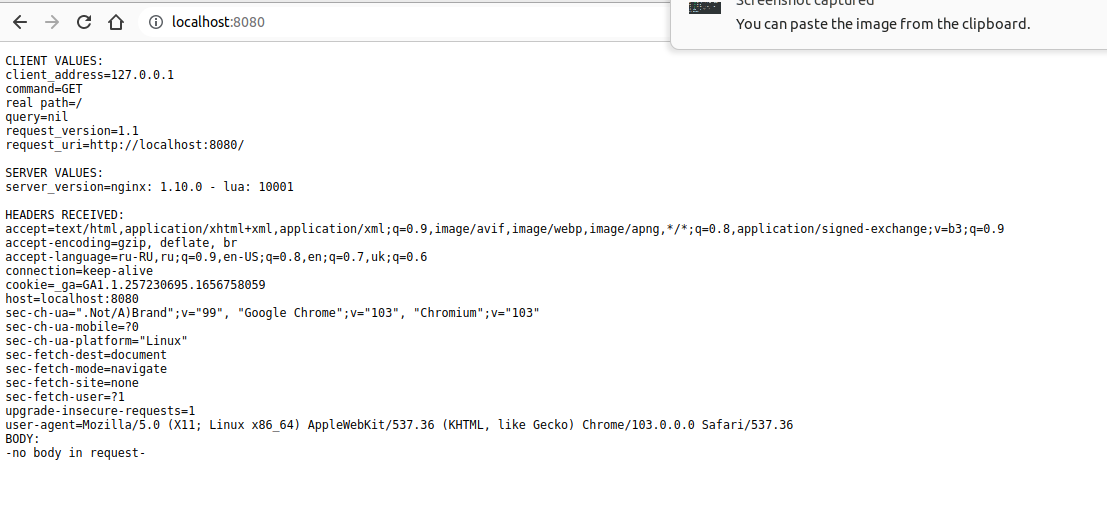 localhost:8080
Screenshot captured
You can paste the image from the clipboard.
CLIENT VALUES:
client_address=127.0.0.1
command=GET
real path=/
query=nil
request_version=1.1
request_uri=http://localhost:8080/
SERVER VALUES:
server_version=nginx: 1.10.0 - lua: 10001
HEADERS RECEIVED:
accept=text/html,application/xhtml+xml,application/xml;q=0.9,image/avif,image/webp,image/apng,*/*;q=0.8,application/signed-exchange;v=b3;q=0.9
accept-encoding=gzip, deflate, br
accept-language=ru-RU,ru;q=0.9,en-US;q=0.8,en;q=0.7,uk;q=0.6
connection=keep-alive
cookie=_ga=GA1.1.257230695.1656758059
host=localhost:8080
sec-ch-ua=".Not/A)Brand";v="99", "Google Chrome";v="103", "Chromium";v="103"
sec-ch-ua-mobile=?0
sec-ch-ua-platform="Linux"
sec-fetch-dest=document
sec-fetch-mode=navigate
sec-fetch-site=none
sec-fetch-user=?1
upgrade-insecure-requests=1
user-agent=Mozilla/5.0 (X11; Linux x86_64) AppleWebKit/537.36 (KHTML, like Gecko) Chrome/103.0.0.0 Safari/537.36
BODY:
-no body in request-